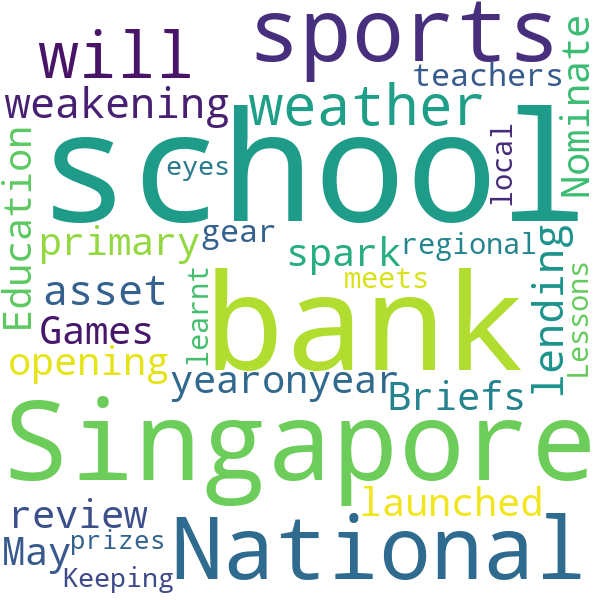 sports
will
teachers
Nominate
weakening
weather
school
local
Education
eyes
primary
gear
spark
regional
lending
asset
learnt
meets
bank
Lessons
Games
opening
yearonyear
Briefs
Singapore
launched
review
National
May
prizes
Keeping